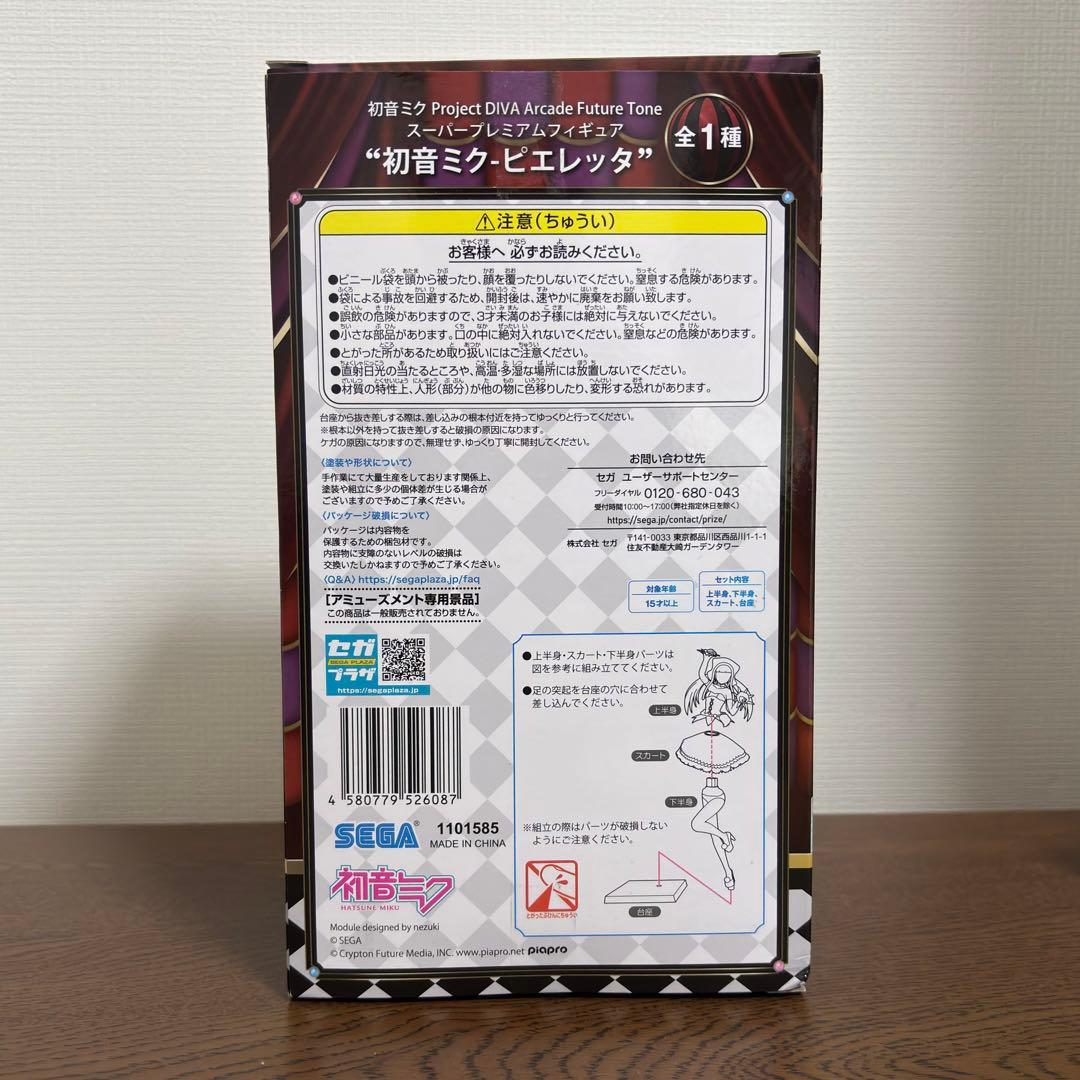 初音ミク Project DIVA Arcade Future Tone
スーパープレミアムフィギュア
“初音ミク-ピエレッタ”
全1種
⚠注意(ちゅうい)
お客様へ 必ずお読みください。
●ビニール袋を頭から被ったり、顔を覆ったりしないでください。窒息する危険があります。
●袋による事故を回避するため、開封後は、速やかに廃棄をお願い致します。
●誤飲の危険がありますので、3才未満のお子様には絶対に与えないでください。
●小さな部品があります。口の中に絶対入れないでください。窒息などの危険があります。
●とがった所があるため取り扱いにはご注意ください。
●直射日光の当たるところや、高温・多湿な場所には放置しないでください。
●材質の特性上、人形(部分)が他の物に色移りしたり、変形する恐れがあります。
台座から抜き差しする際は、差し込みの根本付近を持ってゆっくりと行ってください。
※根本以外を持って抜き差しすると破損の原因になります。
ケガの原因になりますので、無理せず、ゆっくり丁寧に開封してください。
〈塗装や形状について〉
手作業にて大量生産をしております関係上、
塗装や組立に多少の個体差が生じる場合が
ございますので予めご了承ください。
〈パッケージ破損について〉
パッケージは内容物を
保護するための梱包材です。
内容物に支障のないレベルの破損は
交換いたしかねますので予めご了承ください。
〈Q&A〉https://segaplaza.jp/faq
[アミューズメント専用景品]
この商品は一般販売されておりません。
お問い合わせ先
セガ ユーザーサポートセンター
フリーダイヤル 0120-680-043
受付時間10:00~17:00(弊社指定休日を除く)
https://sega.jp/contact/prize/
株式会社 セガ 〒141-0033 東京都品川区西品川1-1-1
住友不動産大崎ガーデンタワー
対象年齢
15才以上
セット内容
上半身、下半身、
スカート、台座
セガ
SEGA PLAZA
プラザ
https://segaplaza.jp
●上半身・スカート・下半身パーツは
図を参考に組み立ててください。
●足の突起を台座の穴に合わせて
差し込んでください。
上半身
スカート
下半身
※組立の際はパーツが破損しない
ようにご注意ください。
台座
とがったぶひんにちゅうい
4 580779 526087
SEGA® 1101585
MADE IN CHINA
初音ミク
HATSUNE MIKU
Module designed by nezuki
© SEGA
© Crypton Future Media, INC. www.piapro.net piapro